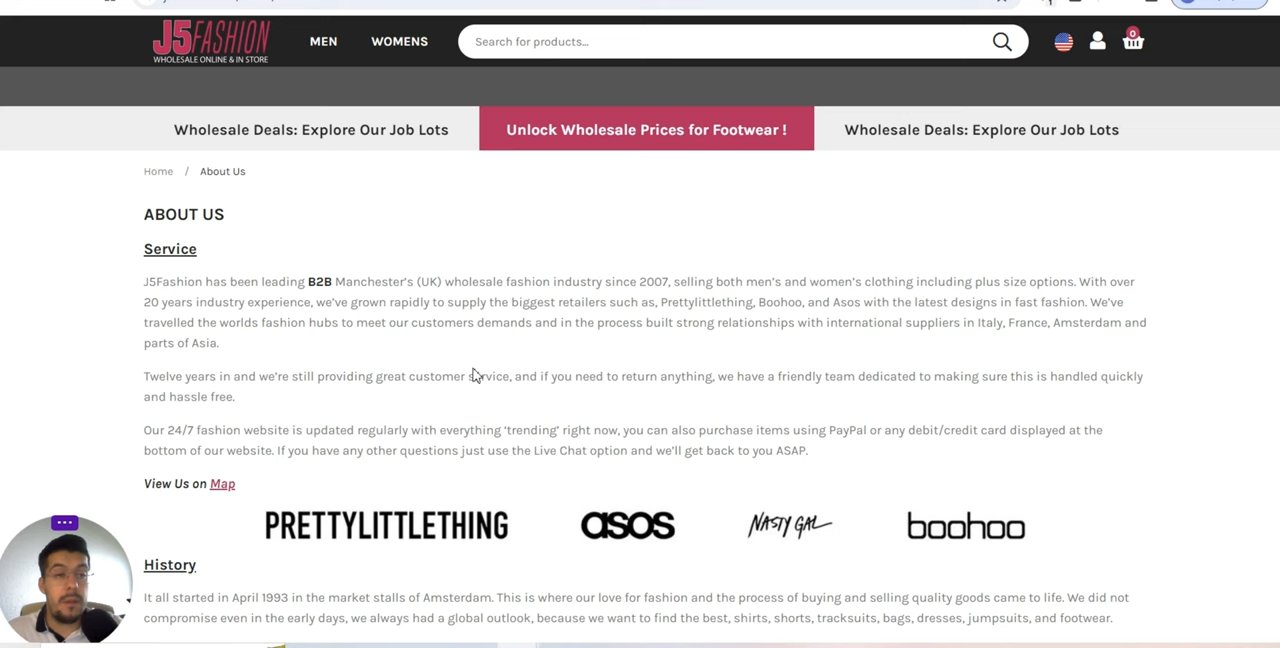 J5FASHION
WHOLESALE ONLINE & IN STORE
MEN
WOMENS
Search for products...
0
Wholesale Deals: Explore Our Job Lots
Unlock Wholesale Prices for Footwear !
Wholesale Deals: Explore Our Job Lots
Home / About Us
ABOUT US
Service
J5Fashion has been leading B2B Manchester's (UK) wholesale fashion industry since 2007, selling both men's and women's clothing including plus size options. With over
20 years industry experience, we've grown rapidly to supply the biggest retailers such as, Prettylittlething, Boohoo, and Asos with the latest designs in fast fashion. We've
travelled the worlds fashion hubs to meet our customers demands and in the process built strong relationships with international suppliers in Italy, France, Amsterdam and
parts of Asia.
Twelve years in and we're still providing great customer service, and if you need to return anything, we have a friendly team dedicated to making sure this is handled quickly
and hassle free.
Our 24/7 fashion website is updated regularly with everything 'trending' right now, you can also purchase items using PayPal or any debit/credit card displayed at the
bottom of our website. If you have any other questions just use the Live Chat option and we'll get back to you ASAP.
View Us on Map
PRETTYLITTLETHING
asos
NASTY GAL
boohoo
History
It all started in April 1993 in the market stalls of Amsterdam. This is where our love for fashion and the process of buying and selling quality goods came to life. We did not
compromise even in the early days, we always had a global outlook, because we want to find the best, shirts, shorts, tracksuits, bags, dresses, jumpsuits, and footwear.